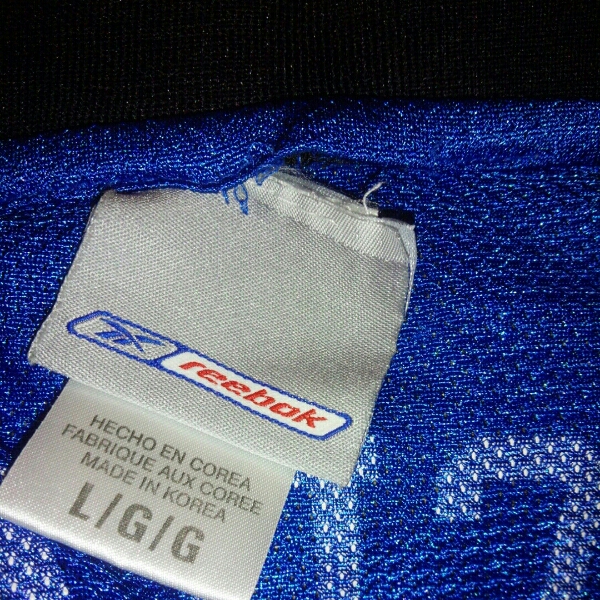 reebok
HECHO EN COREA
FABRIQUE AUX COREE
MADE IN KOREA
L/G/G